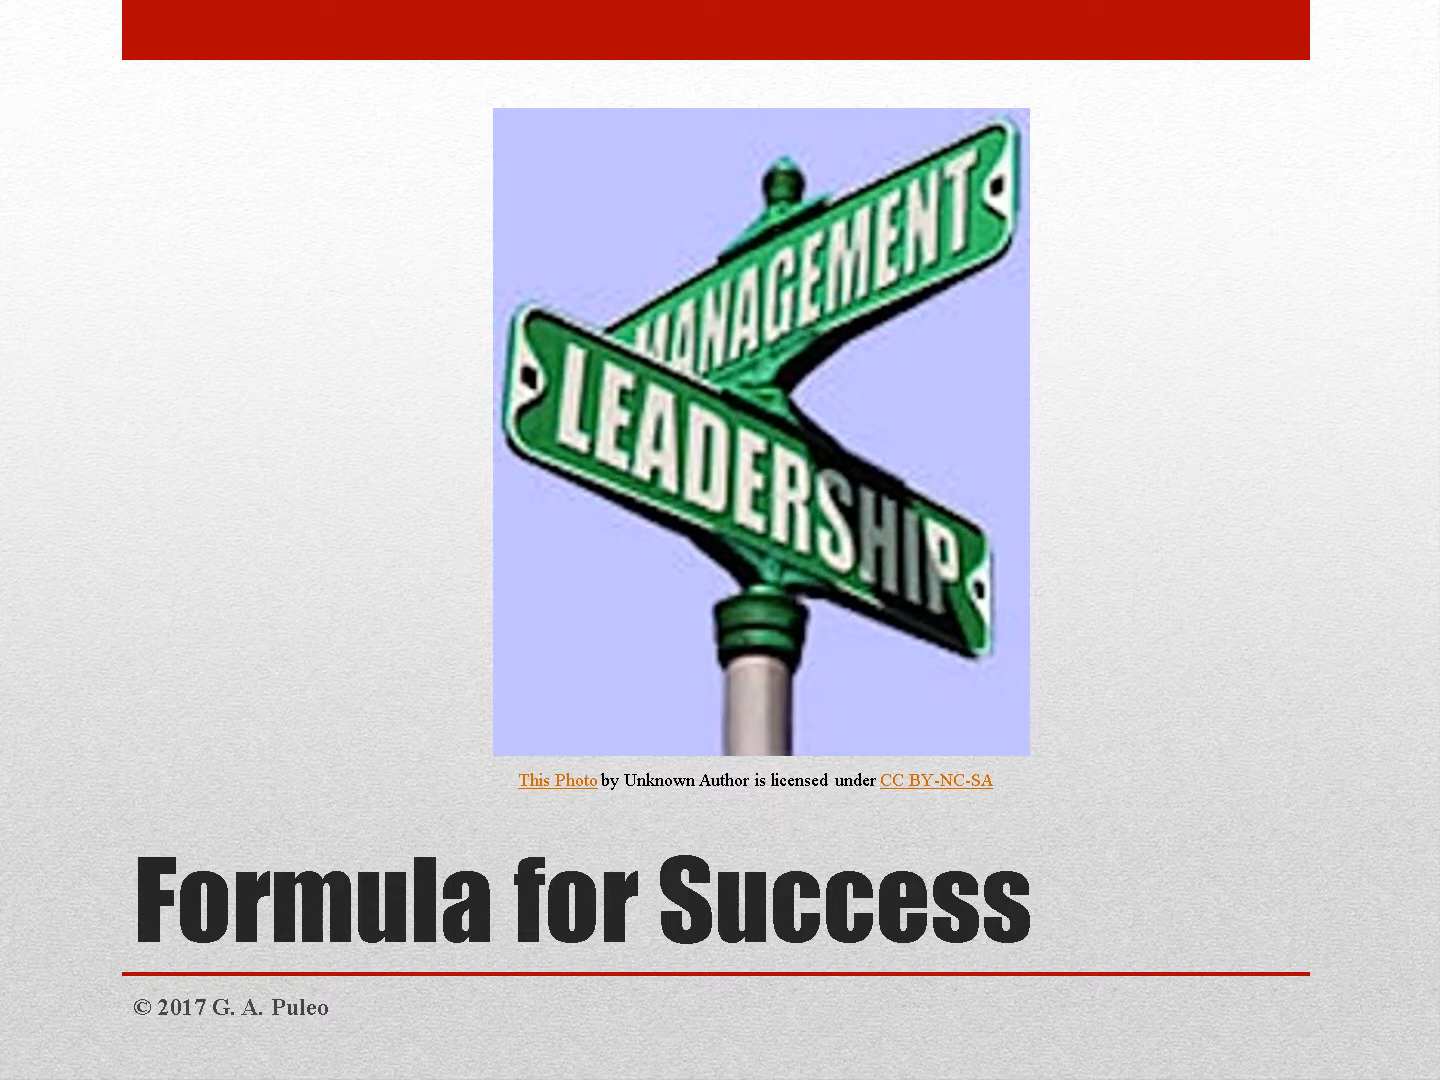 MANAGEMENT
LEADERSHIP
This Photo by Unknown Author is licensed under CC BY-NC-SA
Formula for Success
© 2017 G. A. Puleo